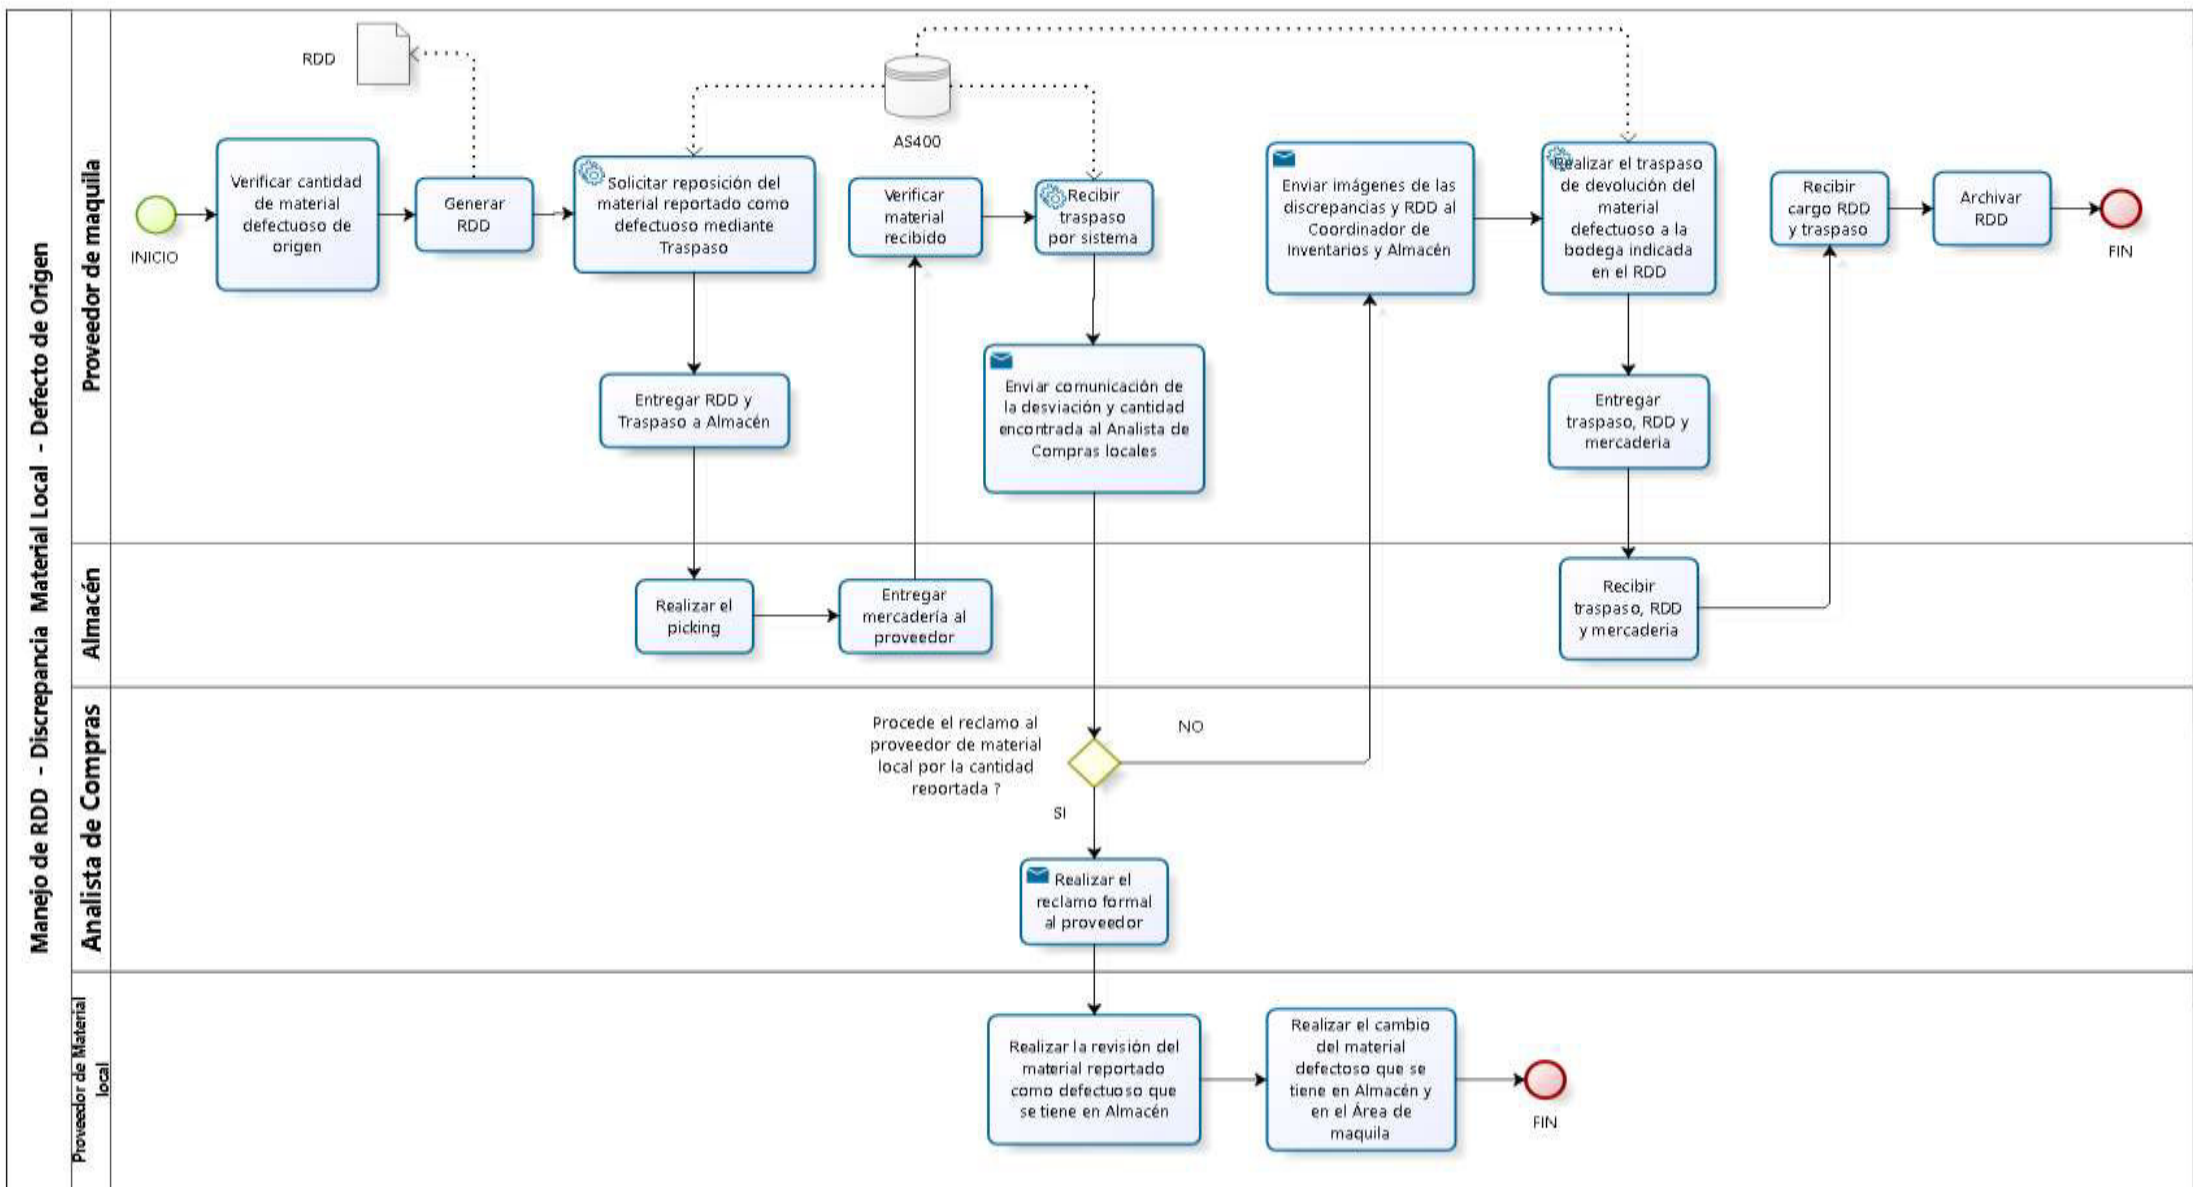 Manejo de RDD - Discrepancia Material Local - Defecto de Origen
Proveedor de maquila
RDD
AS400
INICIO
Verificar cantidad
de material
defectuoso de
origen
Generar
RDD
Solicitar reposición del
material reportado como
defectuoso mediante
Traspaso
Verificar
material
recibido
Recibir
traspaso
por sistema
Enviar imágenes de las
discrepancias y RDD al
Coordinador de
Inventarios y Almacén
Realizar el traspaso
de devolución del
material
defectuoso a la
bodega indicada
en el RDD
Recibir
cargo RDD
y traspaso
Archivar
RDD
FIN
Entregar RDD y
Traspaso a Almacén
Enviar comunicación de
la desviación y cantidad
encontrada al Analista de
Compras locales
Entregar
traspaso, RDD y
mercaderia
Almacén
Realizar el
picking
Entregar
mercadería al
proveedor
Recibir
traspaso, RDD
y mercaderia
Analista de Compras
Procede el reclamo al
proveedor de material
local por la cantidad
reportada ?
NO
SI
Realizar el
reclamo formal
al proveedor
Proveedor de Material
local
Realizar la revisión del
material reportado
como defectuoso que
se tiene en Almacén
Realizar el cambio
del material
defectoso que se
tiene en Almacén y
en el Área de
maquila
FIN